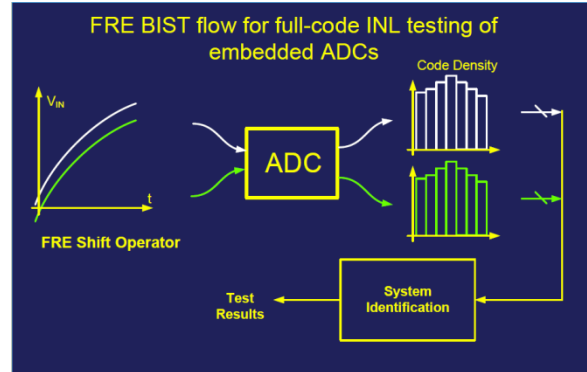 FRE BIST flow for full-code INL testing of
embedded ADCs
Code Density
VIN
ADC
t
FRE Shift Operator
System
Identification
Test
Results